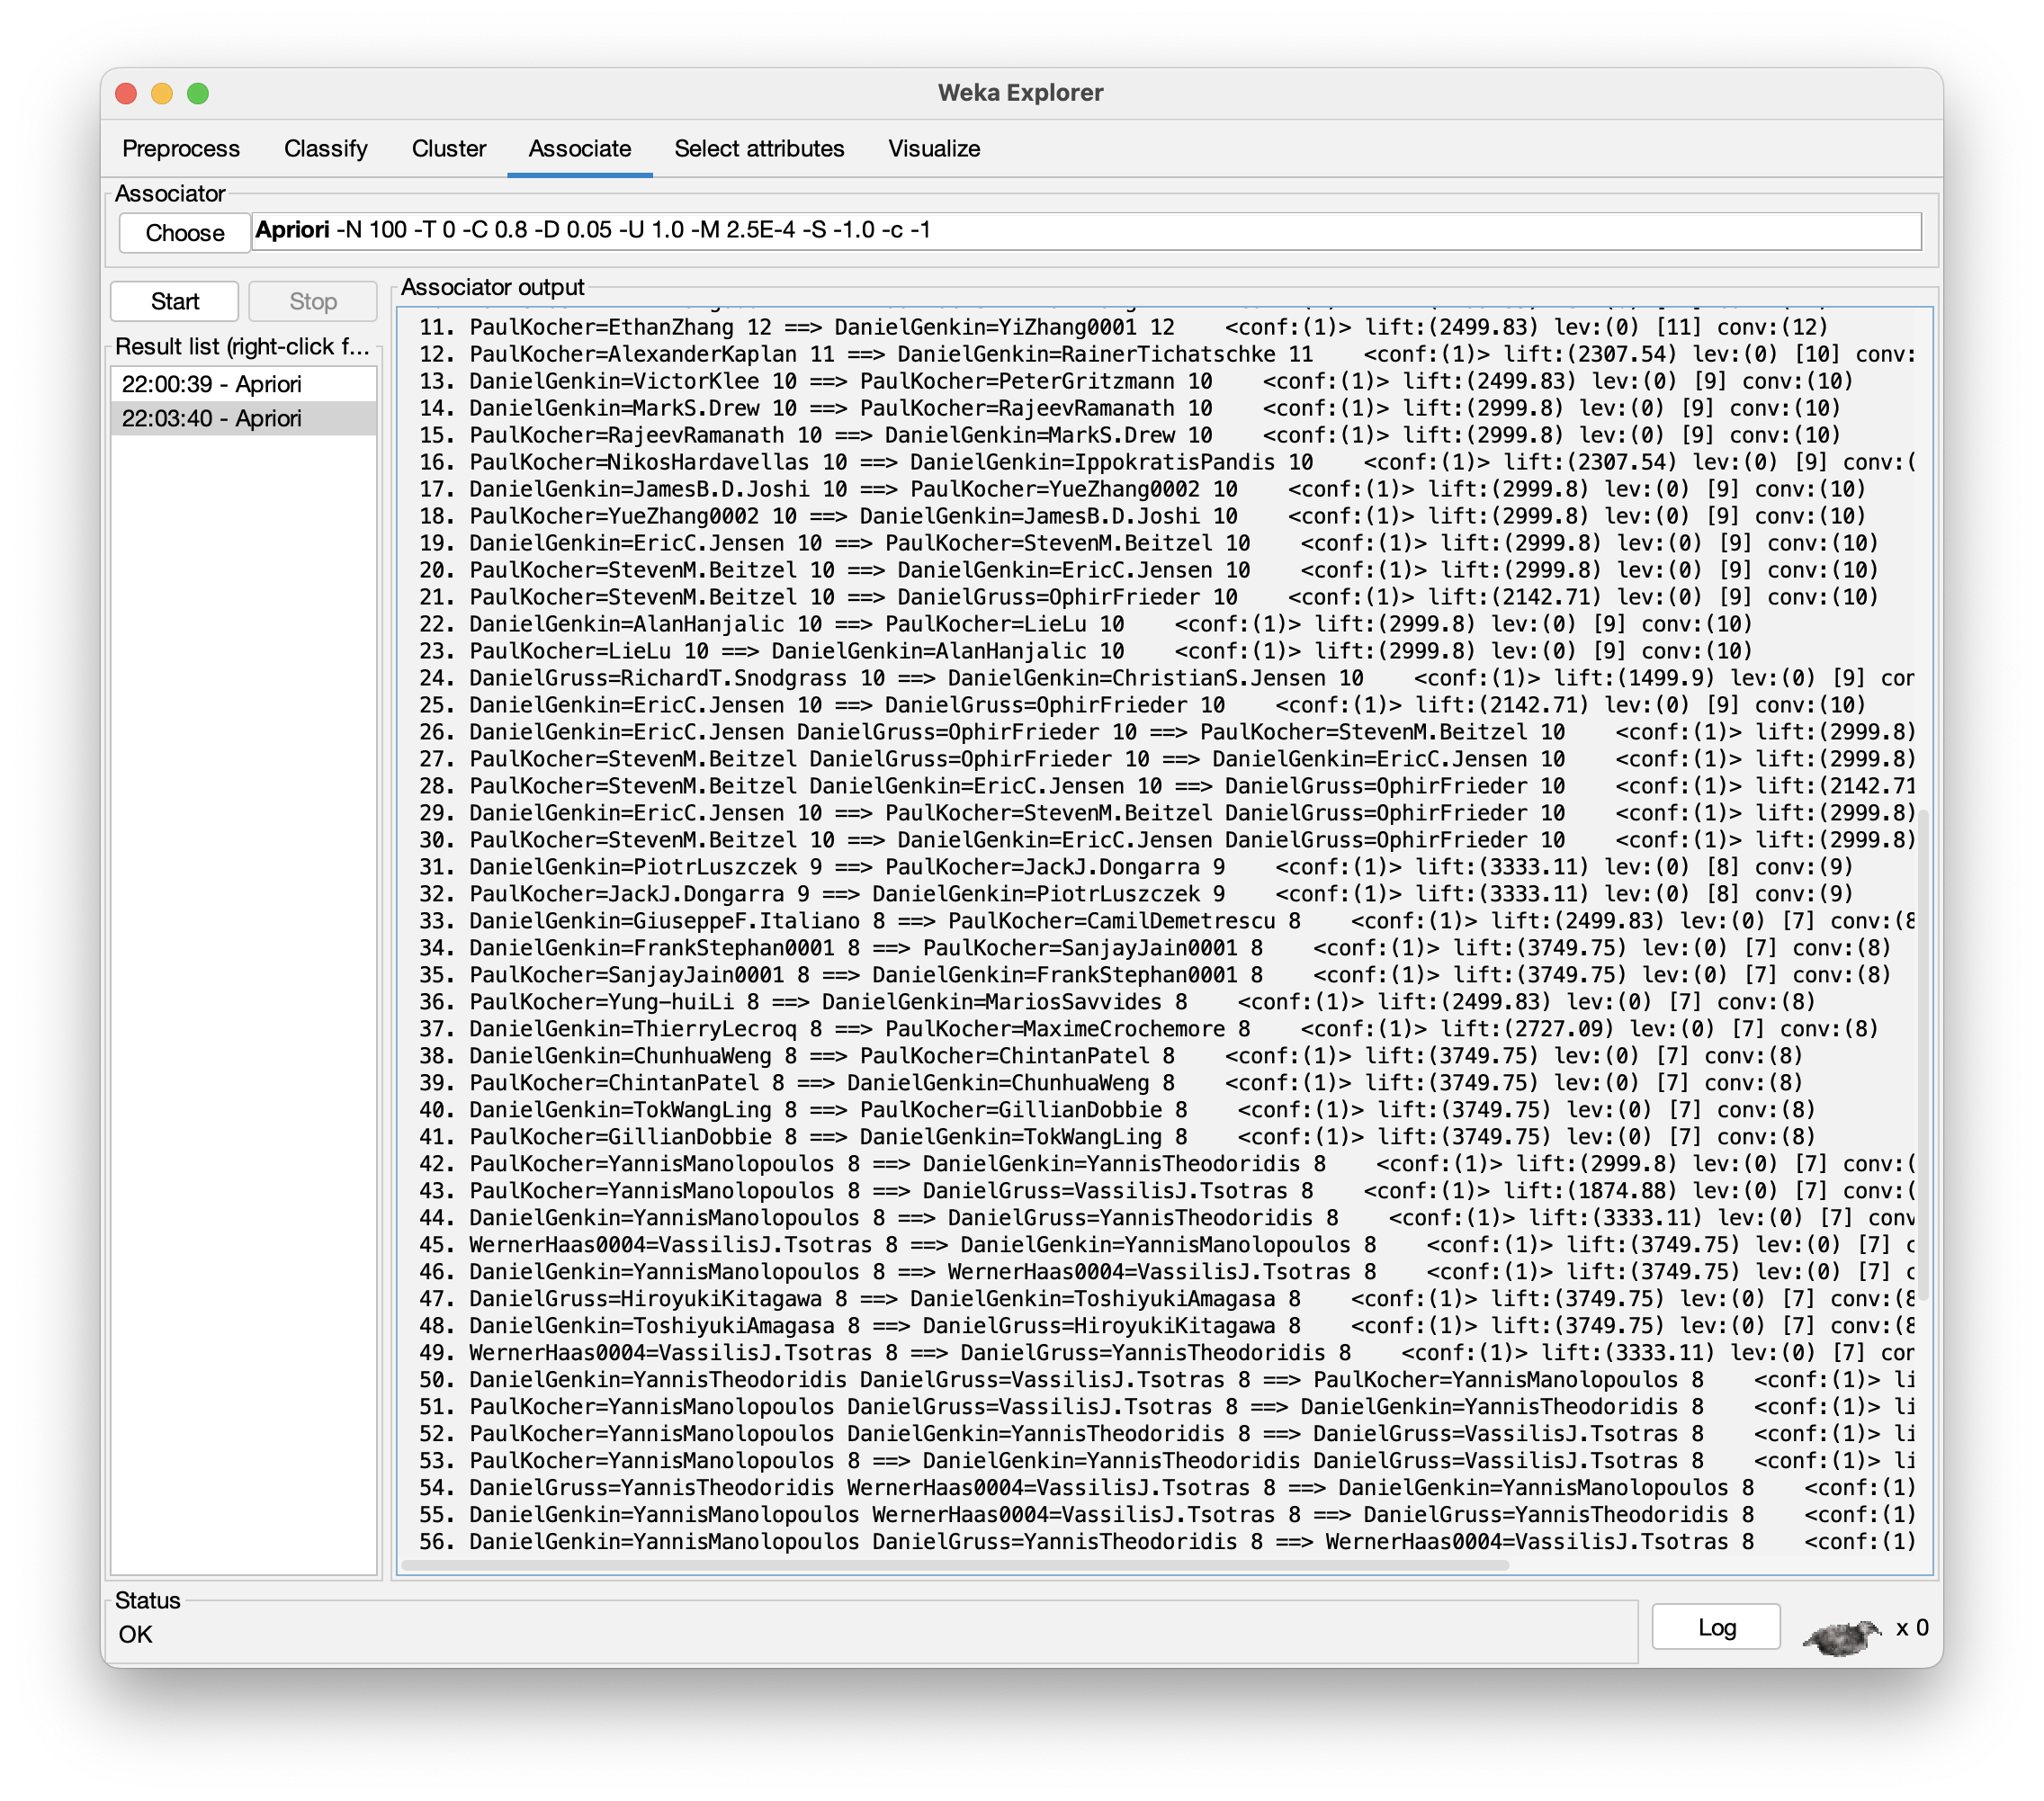 Weka Explorer
Preprocess Classify Cluster Associate Select attributes Visualize
Associator
Choose Apriori -N 100 -T 0 -C 0.8 -D 0.05 -U 1.0 -M 2.5E-4 -S -1.0 -c -1
Start Stop
Result list (right-click f...
22:00:39 - Apriori
22:03:40 - Apriori
Associator output
11. PaulKocher=EthanZhang 12 ==> DanielGenkin=YiZhang0001 12 <conf:(1)> lift:(2499.83) lev:(0) [11] conv:(12)
12. PaulKocher=AlexanderKaplan 11 ==> DanielGenkin=RainerTichatschke 11 <conf:(1)> lift:(2307.54) lev:(0) [10] conv:
13. DanielGenkin=VictorKlee 10 ==> PaulKocher=PeterGritzmann 10 <conf:(1)> lift:(2499.83) lev:(0) [9] conv:(10)
14. DanielGenkin=MarkS.Drew 10 ==> PaulKocher=RajeevRamanath 10 <conf:(1)> lift:(2999.8) lev:(0) [9] conv:(10)
15. PaulKocher=RajeevRamanath 10 ==> DanielGenkin=MarkS.Drew 10 <conf:(1)> lift:(2999.8) lev:(0) [9] conv:(10)
16. PaulKocher=NikosHardavellas 10 ==> DanielGenkin=IppokratisPandis 10 <conf:(1)> lift:(2307.54) lev:(0) [9] conv:(
17. DanielGenkin=JamesB.D.Joshi 10 ==> PaulKocher=YueZhang0002 10 <conf:(1)> lift:(2999.8) lev:(0) [9] conv:(10)
18. PaulKocher=YueZhang0002 10 ==> DanielGenkin=JamesB.D.Joshi 10 <conf:(1)> lift:(2999.8) lev:(0) [9] conv:(10)
19. DanielGenkin=EricC.Jensen 10 ==> PaulKocher=StevenM.Beitzel 10 <conf:(1)> lift:(2999.8) lev:(0) [9] conv:(10)
20. PaulKocher=StevenM.Beitzel 10 ==> DanielGenkin=EricC.Jensen 10 <conf:(1)> lift:(2999.8) lev:(0) [9] conv:(10)
21. PaulKocher=StevenM.Beitzel 10 ==> DanielGruss=OphirFrieder 10 <conf:(1)> lift:(2142.71) lev:(0) [9] conv:(10)
22. DanielGenkin=AlanHanjalic 10 ==> PaulKocher=LieLu 10 <conf:(1)> lift:(2999.8) lev:(0) [9] conv:(10)
23. PaulKocher=LieLu 10 ==> DanielGenkin=AlanHanjalic 10 <conf:(1)> lift:(2999.8) lev:(0) [9] conv:(10)
24. DanielGruss=RichardT.Snodgrass 10 ==> DanielGenkin=ChristianS.Jensen 10 <conf:(1)> lift:(1499.9) lev:(0) [9] cor
25. DanielGenkin=EricC.Jensen 10 ==> DanielGruss=OphirFrieder 10 <conf:(1)> lift:(2142.71) lev:(0) [9] conv:(10)
26. DanielGenkin=EricC.Jensen DanielGruss=OphirFrieder 10 ==> PaulKocher=StevenM.Beitzel 10 <conf:(1)> lift:(2999.8)
27. PaulKocher=StevenM.Beitzel DanielGruss=OphirFrieder 10 ==> DanielGenkin=EricC.Jensen 10 <conf:(1)> lift:(2999.8)
28. PaulKocher=StevenM.Beitzel DanielGenkin=EricC.Jensen 10 ==> DanielGruss=OphirFrieder 10 <conf:(1)> lift:(2142.71
29. DanielGenkin=EricC.Jensen 10 ==> PaulKocher=StevenM.Beitzel DanielGruss=OphirFrieder 10 <conf:(1)> lift:(2999.8)
30. PaulKocher=StevenM.Beitzel 10 ==> DanielGenkin=EricC.Jensen DanielGruss=OphirFrieder 10 <conf:(1)> lift:(2999.8)
31. DanielGenkin=PiotrLuszczek 9 ==> PaulKocher=JackJ.Dongarra 9 <conf:(1)> lift:(3333.11) lev:(0) [8] conv:(9)
32. PaulKocher=JackJ.Dongarra 9 ==> DanielGenkin=PiotrLuszczek 9 <conf:(1)> lift:(3333.11) lev:(0) [8] conv:(9)
33. DanielGenkin=GiuseppeF.Italiano 8 ==> PaulKocher=CamilDemetrescu 8 <conf:(1)> lift:(2499.83) lev:(0) [7] conv:(8
34. DanielGenkin=FrankStephan0001 8 ==> PaulKocher=SanjayJain0001 8 <conf:(1)> lift:(3749.75) lev:(0) [7] conv:(8)
35. PaulKocher=SanjayJain0001 8 ==> DanielGenkin=FrankStephan0001 8 <conf:(1)> lift:(3749.75) lev:(0) [7] conv:(8)
36. PaulKocher=Yung-huiLi 8 ==> DanielGenkin=MariosSavvides 8 <conf:(1)> lift:(2499.83) lev:(0) [7] conv:(8)
37. DanielGenkin=ThierryLecroq 8 ==> PaulKocher=MaximeCrochemore 8 <conf:(1)> lift:(2727.09) lev:(0) [7] conv:(8)
38. DanielGenkin=ChunhuaWeng 8 ==> PaulKocher=ChintanPatel 8 <conf:(1)> lift:(3749.75) lev:(0) [7] conv:(8)
39. PaulKocher=ChintanPatel 8 ==> DanielGenkin=ChunhuaWeng 8 <conf:(1)> lift:(3749.75) lev:(0) [7] conv:(8)
40. DanielGenkin=TokWangLing 8 ==> PaulKocher=GillianDobbie 8 <conf:(1)> lift:(3749.75) lev:(0) [7] conv:(8)
41. PaulKocher=GillianDobbie 8 ==> DanielGenkin=TokWangLing 8 <conf:(1)> lift:(3749.75) lev:(0) [7] conv:(8)
42. PaulKocher=YannisManolopoulos 8 ==> DanielGenkin=YannisTheodoridis 8 <conf:(1)> lift:(2999.8) lev:(0) [7] conv:(
43. PaulKocher=YannisManolopoulos 8 ==> DanielGruss=VassilisJ.Tsotras 8 <conf:(1)> lift:(1874.88) lev:(0) [7] conv:(
44. DanielGenkin=YannisManolopoulos 8 ==> DanielGruss=YannisTheodoridis 8 <conf:(1)> lift:(3333.11) lev:(0) [7] conv
45. WernerHaas0004=VassilisJ.Tsotras 8 ==> DanielGenkin=YannisManolopoulos 8 <conf:(1)> lift:(3749.75) lev:(0) [7] c
46. DanielGenkin=YannisManolopoulos 8 ==> WernerHaas0004=VassilisJ.Tsotras 8 <conf:(1)> lift:(3749.75) lev:(0) [7] c
47. DanielGruss=HiroyukiKitagawa 8 ==> DanielGenkin=ToshiyukiAmagasa 8 <conf:(1)> lift:(3749.75) lev:(0) [7] conv:(8
48. DanielGenkin=ToshiyukiAmagasa 8 ==> DanielGruss=HiroyukiKitagawa 8 <conf:(1)> lift:(3749.75) lev:(0) [7] conv:(8
49. WernerHaas0004=VassilisJ.Tsotras 8 ==> DanielGruss=YannisTheodoridis 8 <conf:(1)> lift:(3333.11) lev:(0) [7] cor
50. DanielGenkin=YannisTheodoridis DanielGruss=VassilisJ.Tsotras 8 ==> PaulKocher=YannisManolopoulos 8 <conf:(1)> li
51. PaulKocher=YannisManolopoulos DanielGruss=VassilisJ.Tsotras 8 ==> DanielGenkin=YannisTheodoridis 8 <conf:(1)> li
52. PaulKocher=YannisManolopoulos DanielGenkin=YannisTheodoridis 8 ==> DanielGruss=VassilisJ.Tsotras 8 <conf:(1)> li
53. PaulKocher=YannisManolopoulos 8 ==> DanielGenkin=YannisTheodoridis DanielGruss=VassilisJ.Tsotras 8 <conf:(1)> li
54. DanielGruss=YannisTheodoridis WernerHaas0004=VassilisJ.Tsotras 8 ==> DanielGenkin=YannisManolopoulos 8 <conf:(1)
55. DanielGenkin=YannisManolopoulos WernerHaas0004=VassilisJ.Tsotras 8 ==> DanielGruss=YannisTheodoridis 8 <conf:(1)
56. DanielGenkin=YannisManolopoulos DanielGruss=YannisTheodoridis 8 ==> WernerHaas0004=VassilisJ.Tsotras 8 <conf:(1)
Status
OK
Log x 0